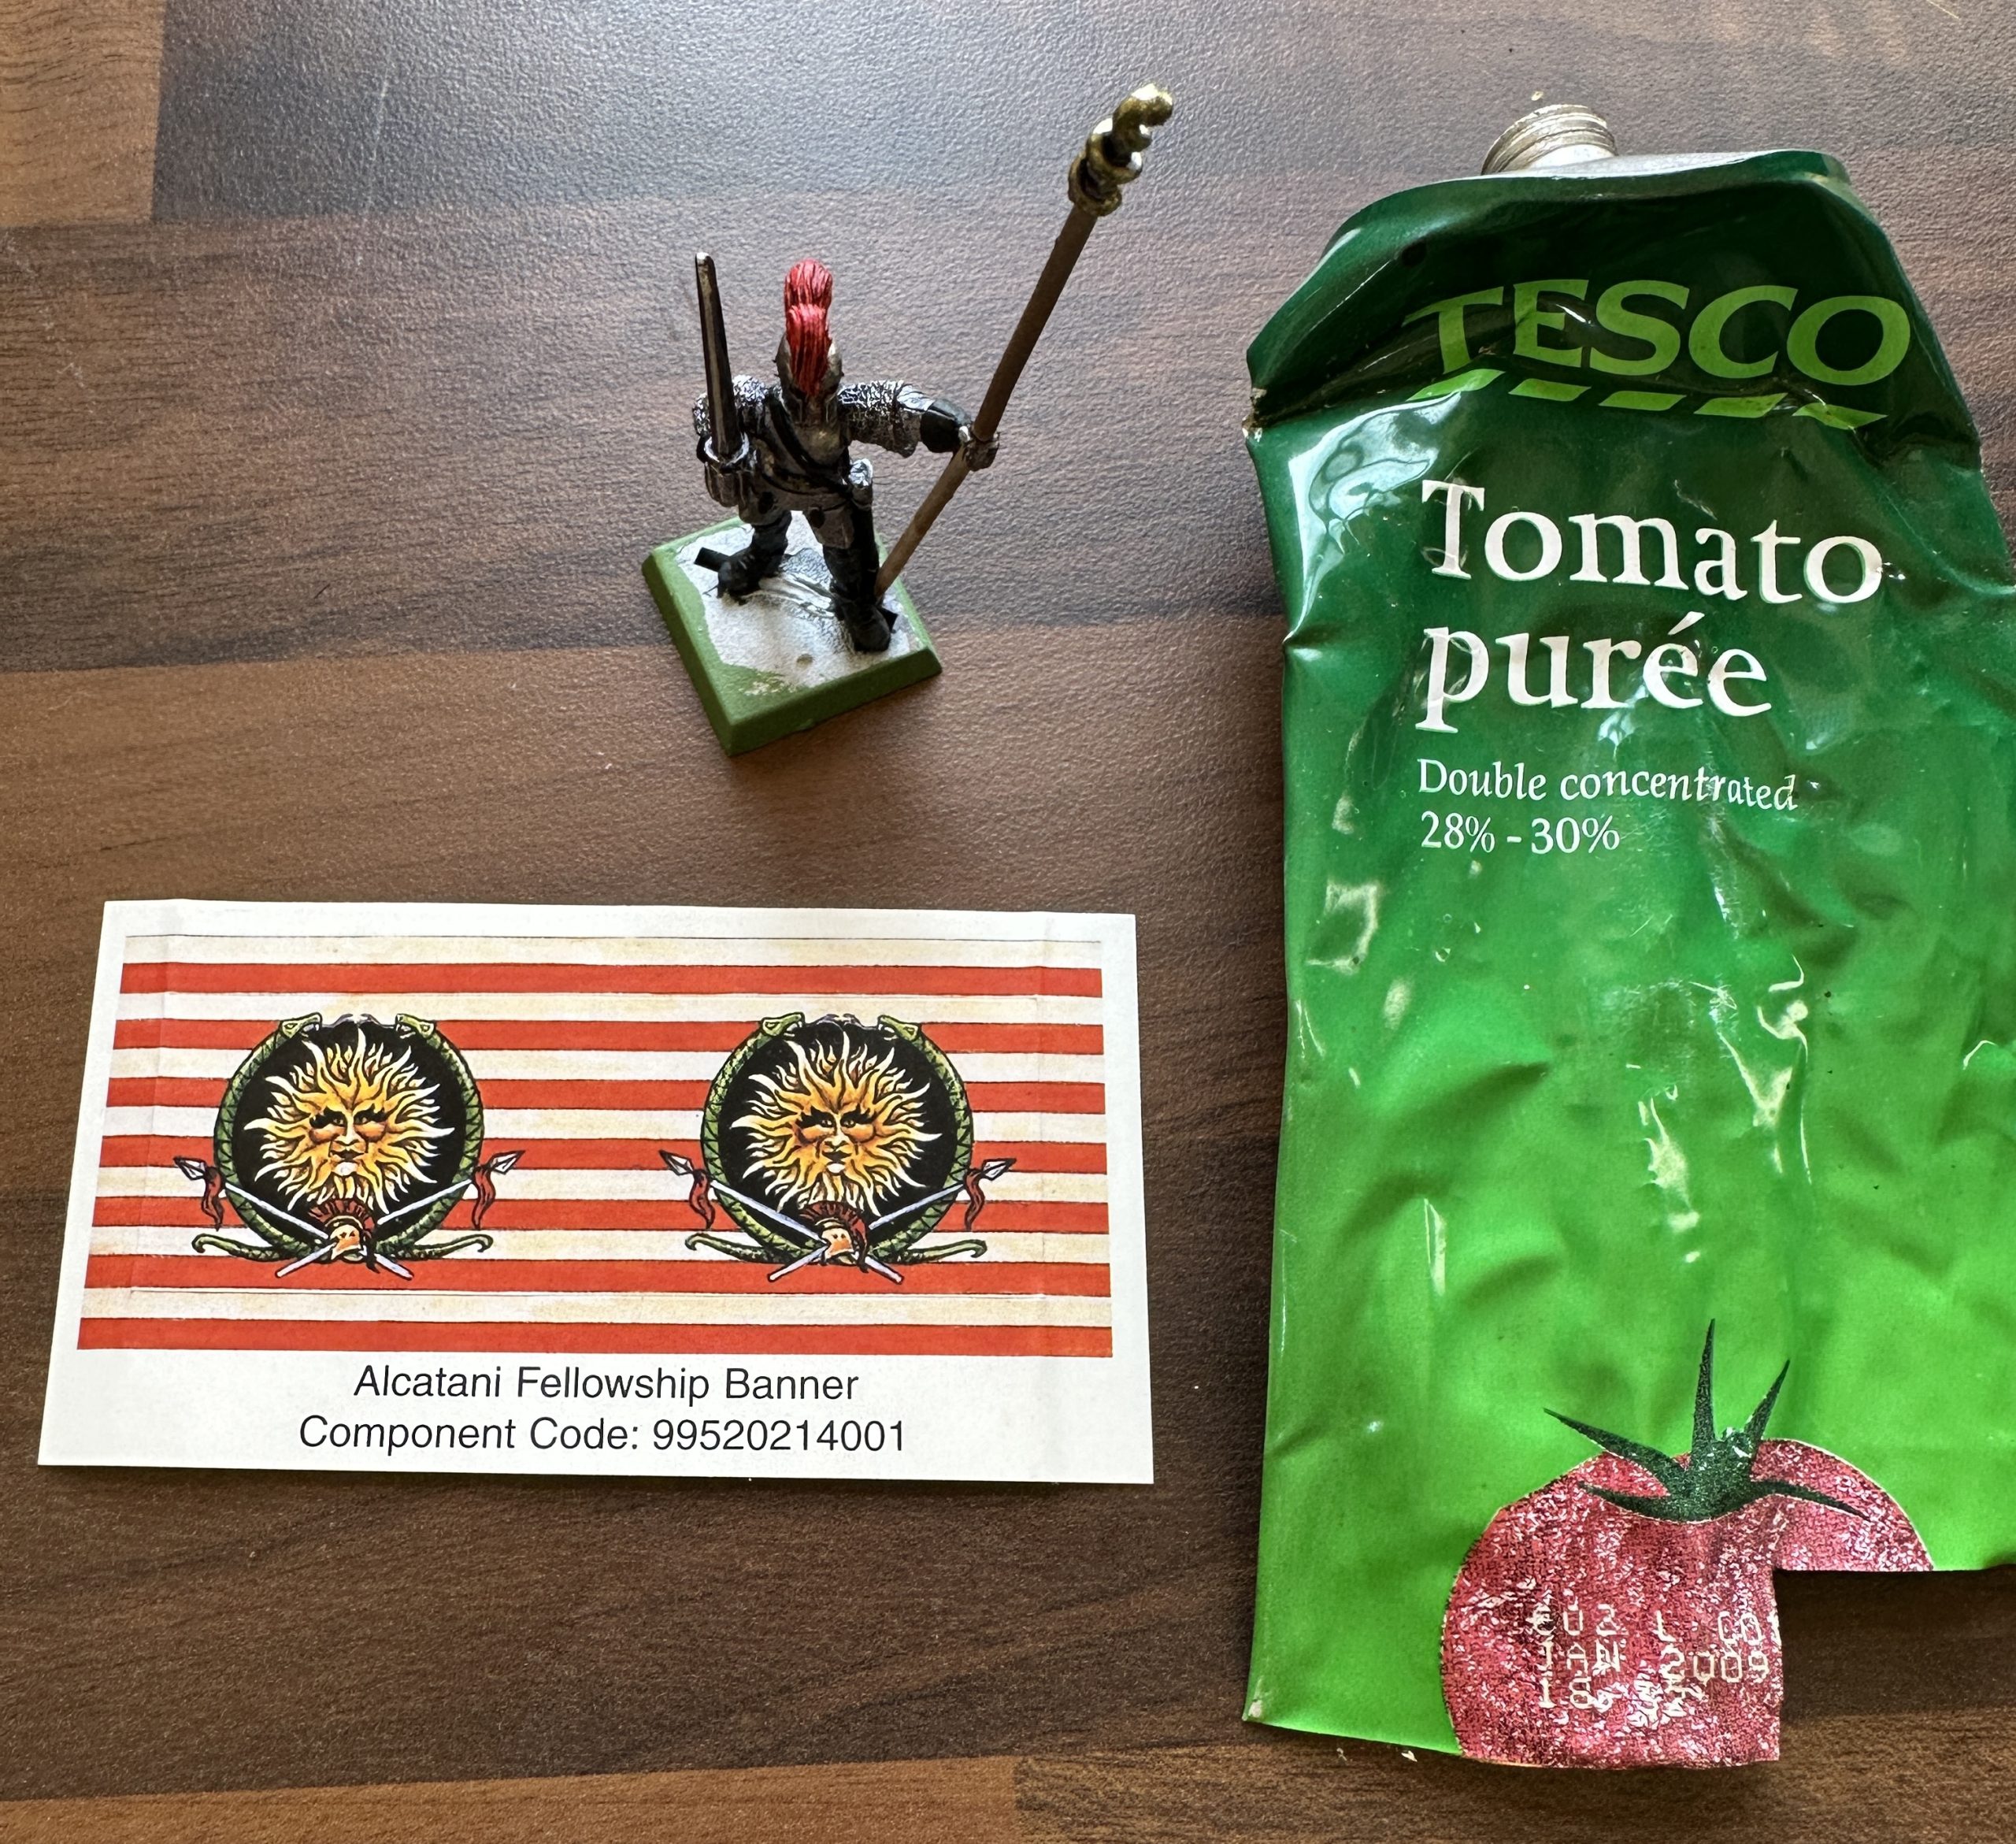 TESCO
Tomato
purée
Double concentrated
28% - 30%
Alcatani Fellowship Banner
Component Code: 99520214001
JAN 2009